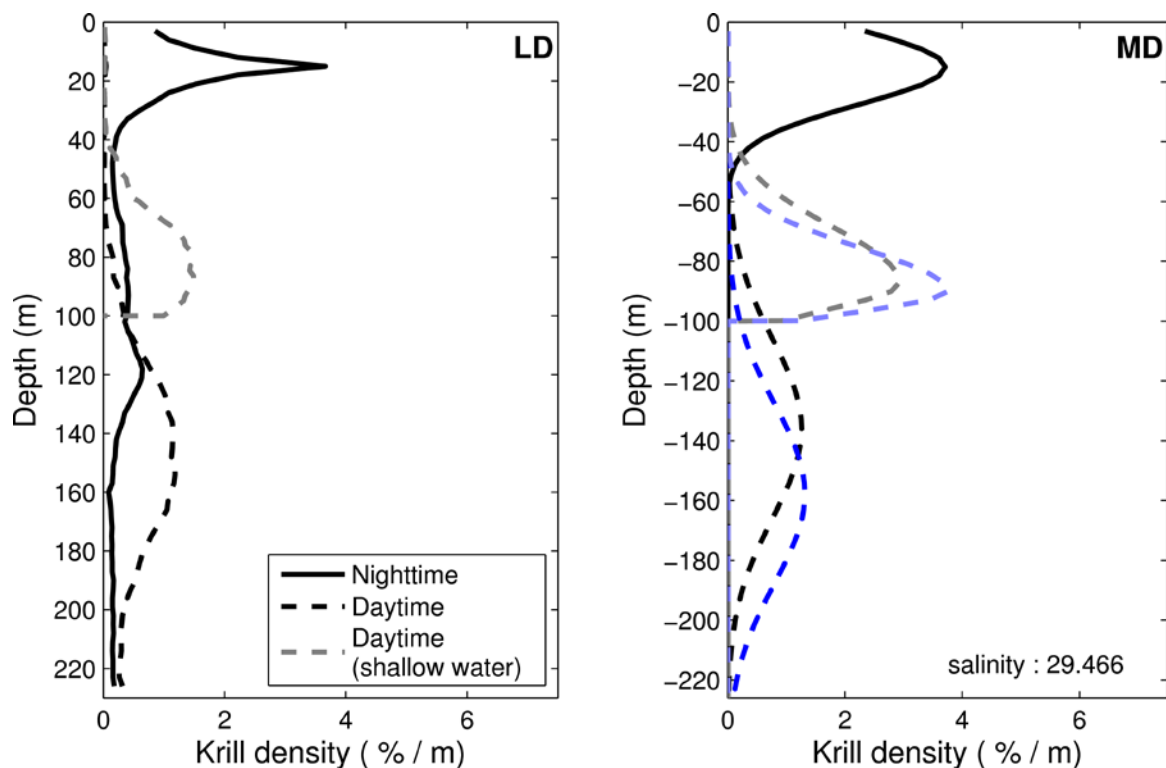 LD
0
20
40
60
80
100
120
140
160
180
200
220
Depth (m)
0 2 4 6
Krill density ( % / m)
Nighttime
Daytime
Daytime
(shallow water)
MD
0
−20
−40
−60
−80
−100
−120
−140
−160
−180
−200
−220
Depth (m)
salinity : 29.466
0 2 4 6
Krill density ( % / m)